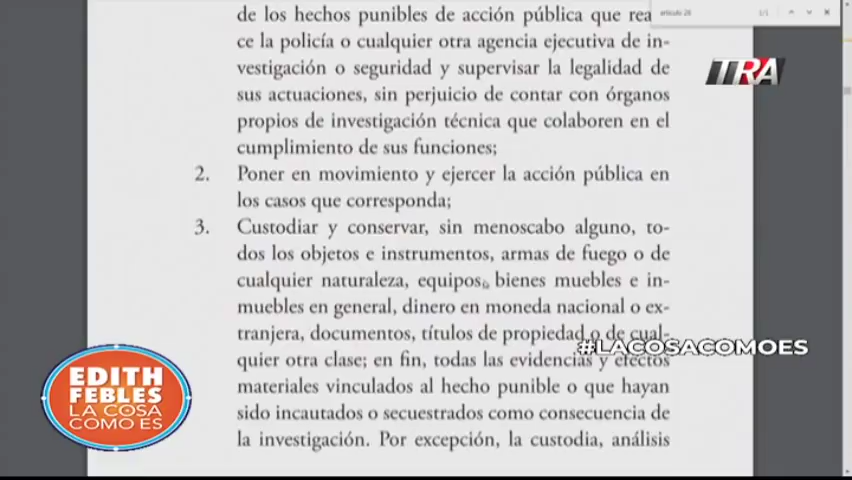 de los hechos punibles de acción pública que rea
ce la policía o cualquier otra agencia ejecutiva de in-
vestigación o seguridad y supervisar la legalidad de
sus actuaciones, sin perjuicio de contar con órganos
propios de investigación técnica que colaboren en el
cumplimiento de sus funciones;
2. Poner en movimiento y ejercer la acción pública en
los casos que corresponda;
3. Custodiar y conservar, sin menoscabo alguno, to-
dos los objetos e instrumentos, armas de fuego o de
cualquier naturaleza, equipos, bienes muebles e in-
muebles en general, dinero en moneda nacional o ex-
tranjera, documentos, títulos de propiedad o de cual-
quier otra clase; en fin, todas las evidencias y efectos
materiales vinculados al hecho punible o que hayan
sido incautados o secuestrados como consecuencia de
la investigación. Por excepción, la custodia, análisis
artículo 26
1/1
TRA
#LACOSACOMOES
EDITH
FEBLES
LA COSA
COMO ES